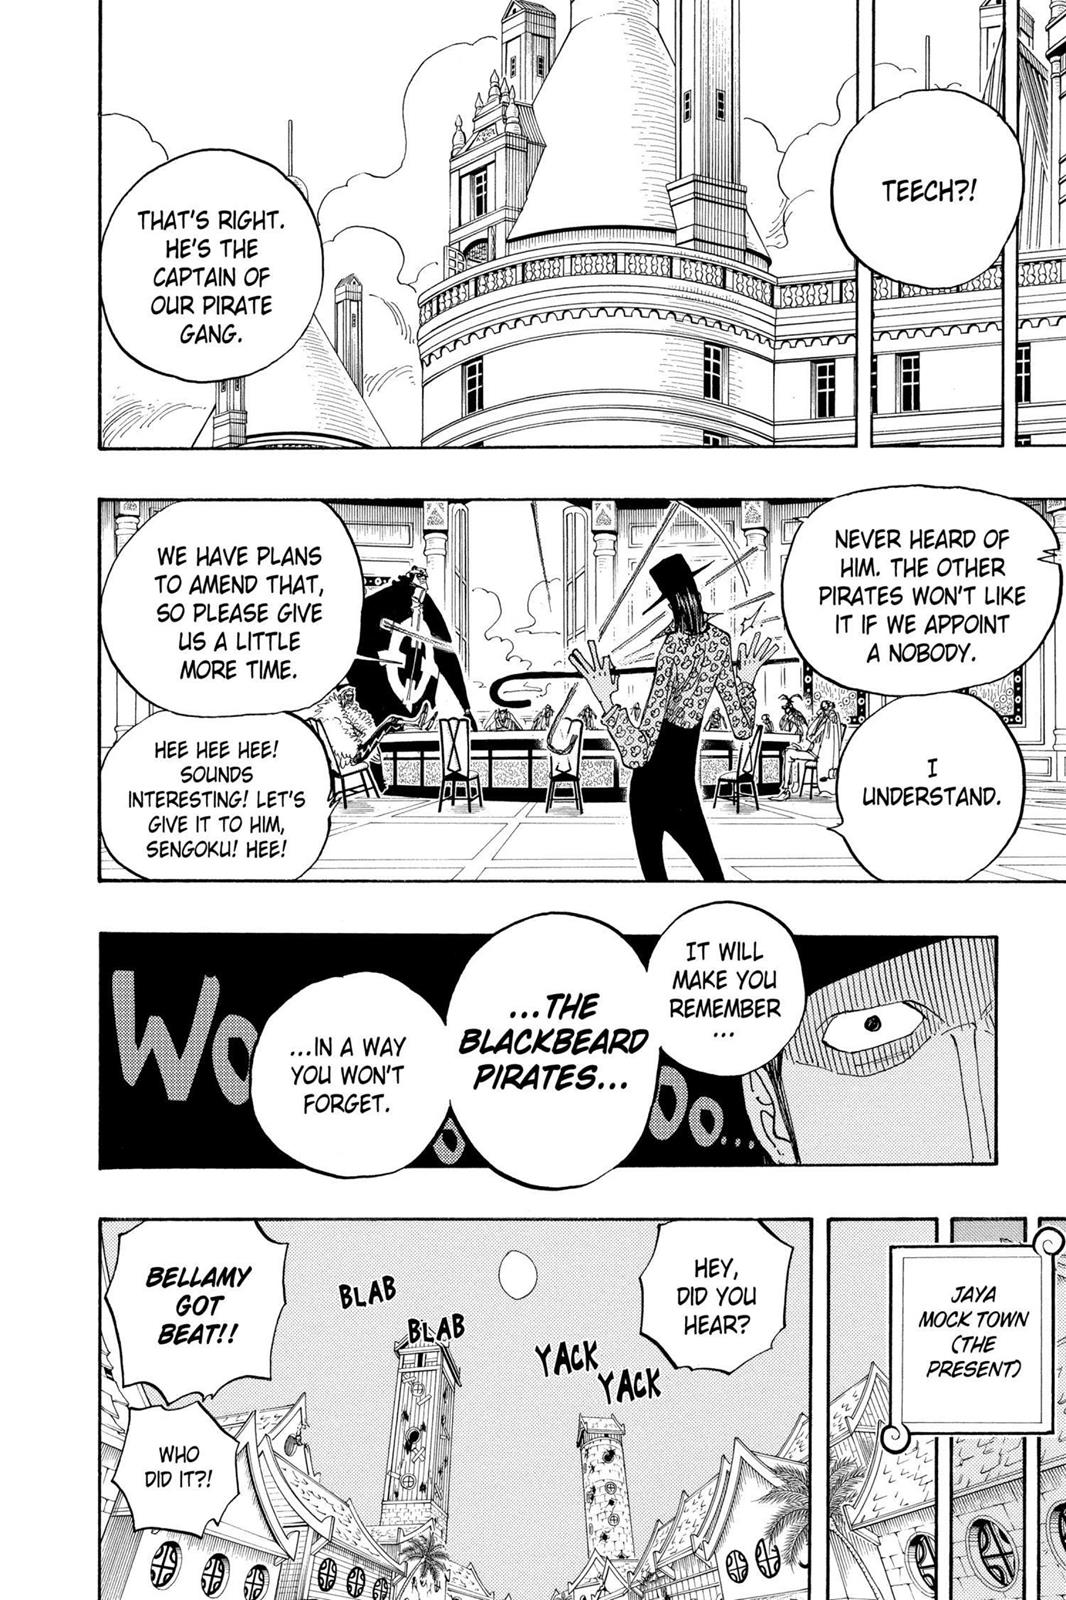 TEECH?!
THAT'S RIGHT.
HE'S THE
CAPTAIN OF
OUR PIRATE
GANG.
NEVER HEARD OF
HIM. THE OTHER
PIRATES WON'T LIKE
IT IF WE APPOINT
A NOBODY.
I
UNDERSTAND.
WE HAVE PLANS
TO AMEND THAT,
SO PLEASE GIVE
US A LITTLE
MORE TIME.
HEE HEE HEE!
SOUNDS
INTERESTING! LET'S
GIVE IT TO HIM,
SENGOKU! HEE!
IT WILL
MAKE YOU
REMEMBER
...
...THE
BLACKBEARD
PIRATES...
...IN A WAY
YOU WON'T
FORGET.
JAYA
MOCK TOWN
(THE
PRESENT)
HEY,
DID YOU
HEAR?
YACK
YACK
BLAB
BLAB
BELLAMY
GOT
BEAT!!
WHO
DID IT?!